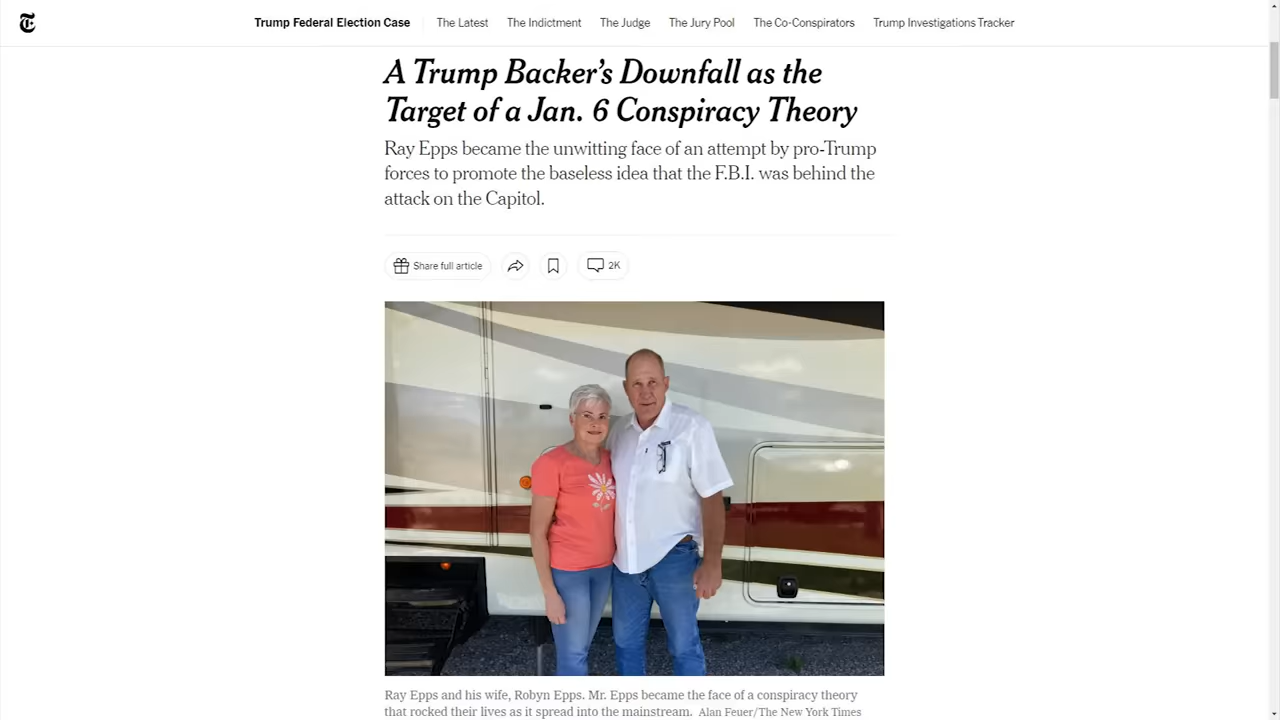 Trump Federal Election Case The Latest The Indictment The Judge The Jury Pool The Co-Conspirators Trump Investigations Tracker
A Trump Backer's Downfall as the
Target of a Jan. 6 Conspiracy Theory
Ray Epps became the unwitting face of an attempt by pro-Trump
forces to promote the baseless idea that the F.B.I. was behind the
attack on the Capitol.
Share full article 2K
Ray Epps and his wife, Robyn Epps. Mr. Epps became the face of a conspiracy theory
that rocked their lives as it spread into the mainstream. Alan Feuer/The New York Times